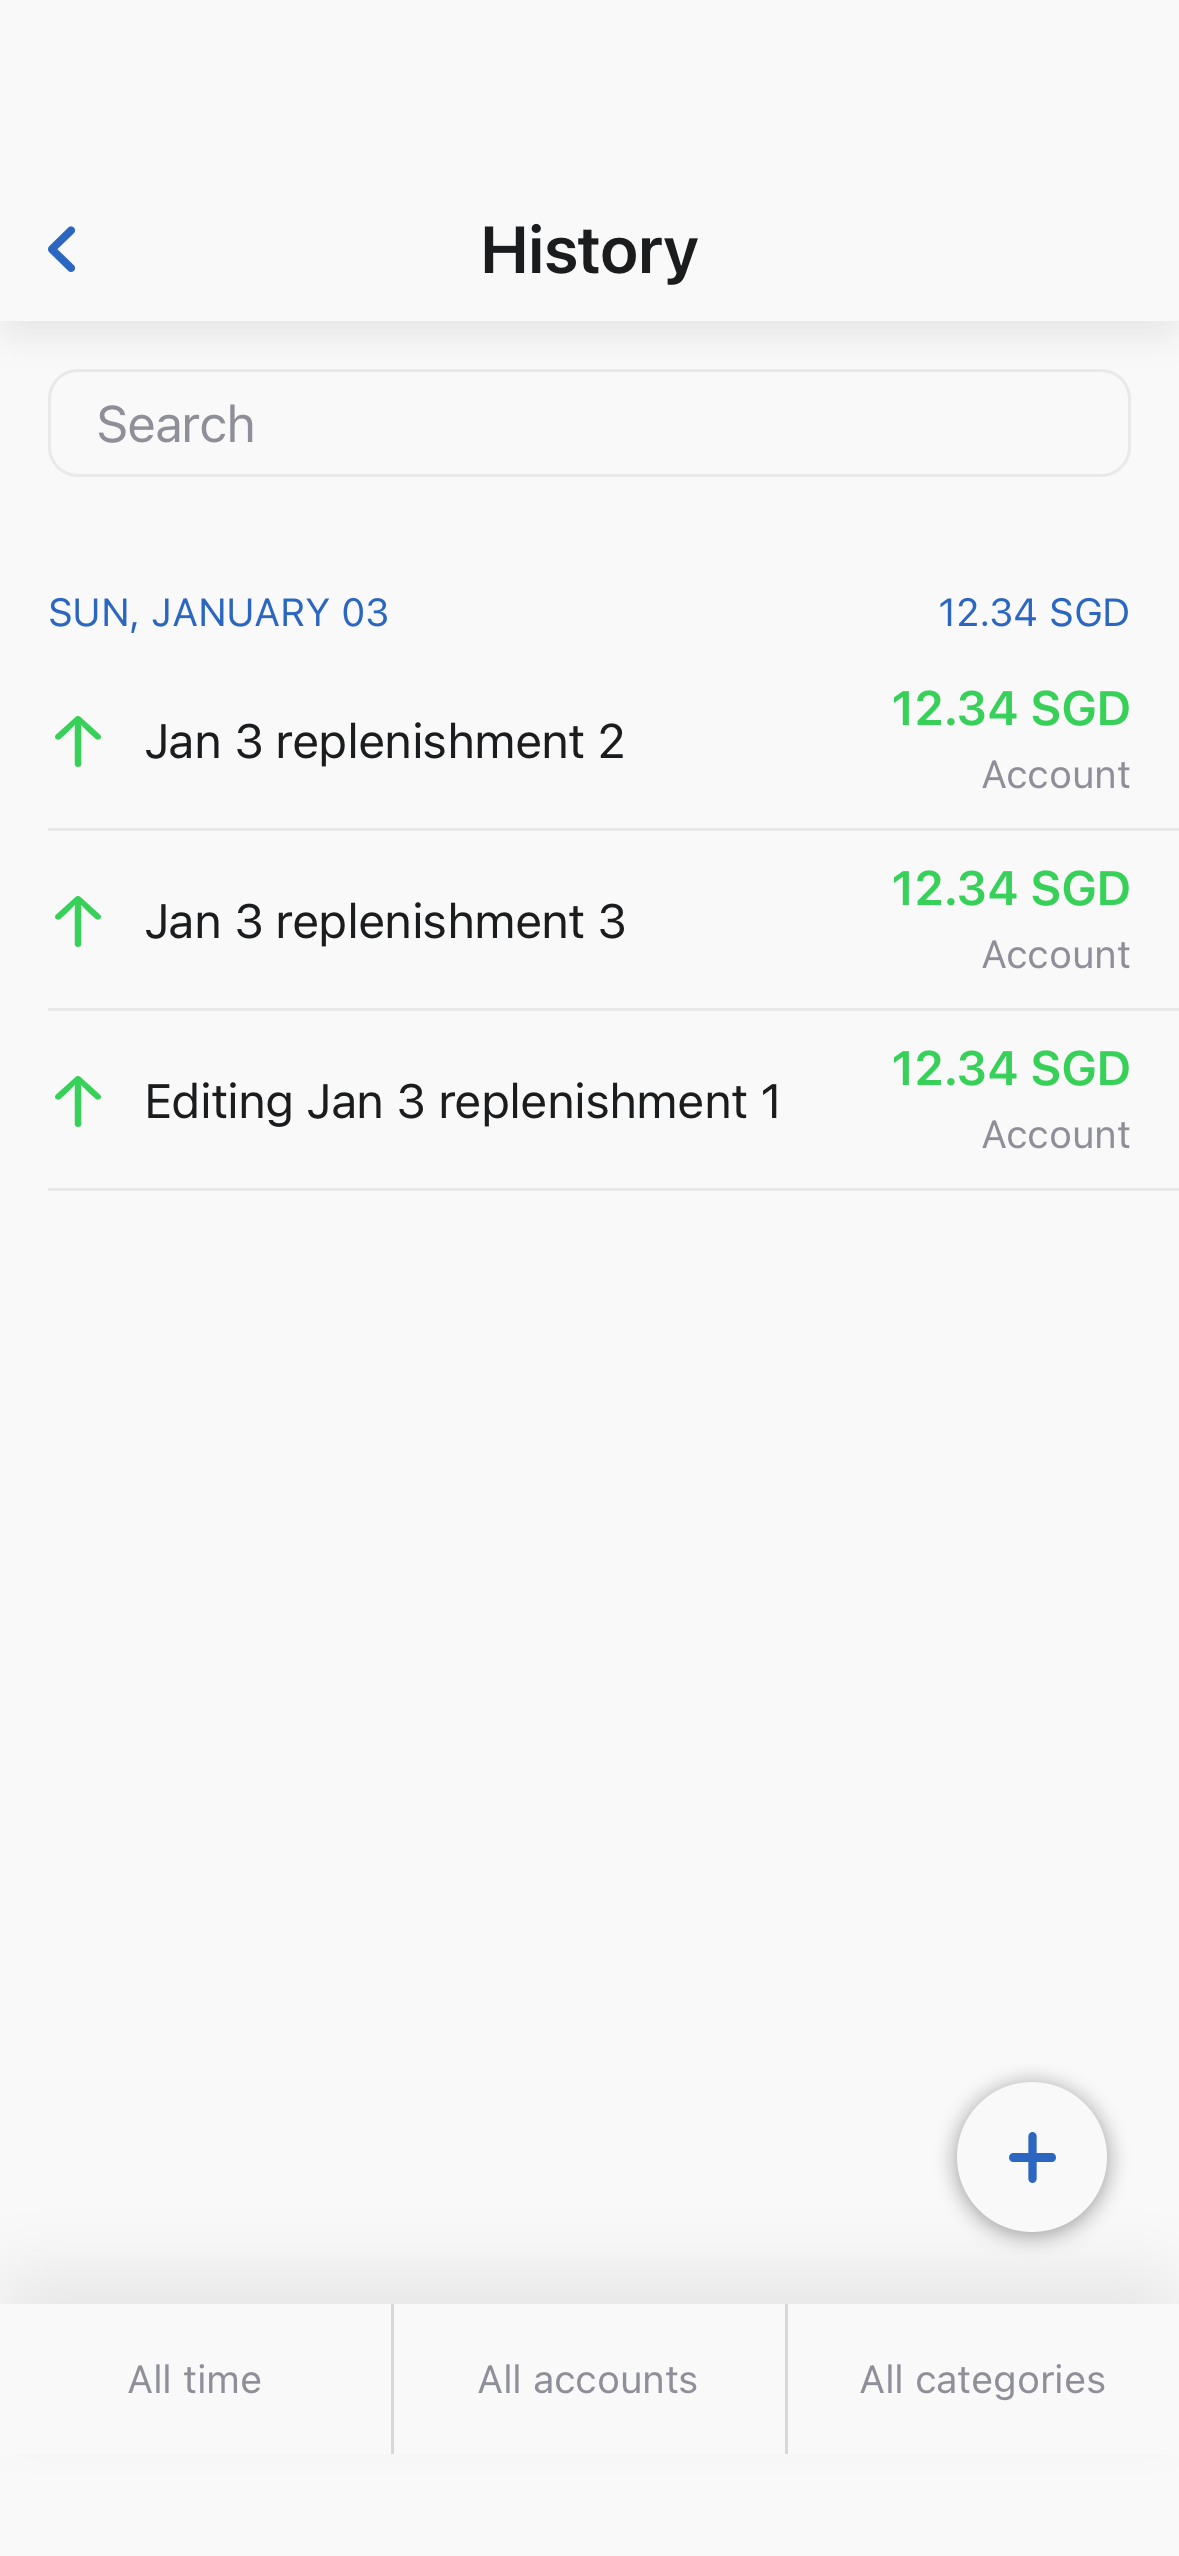 History
Search
SUN, JANUARY 03 12.34 SGD
Jan 3 replenishment 2 12.34 SGD
Account
Jan 3 replenishment 3 12.34 SGD
Account
Editing Jan 3 replenishment 1 12.34 SGD
Account
All time All accounts All categories